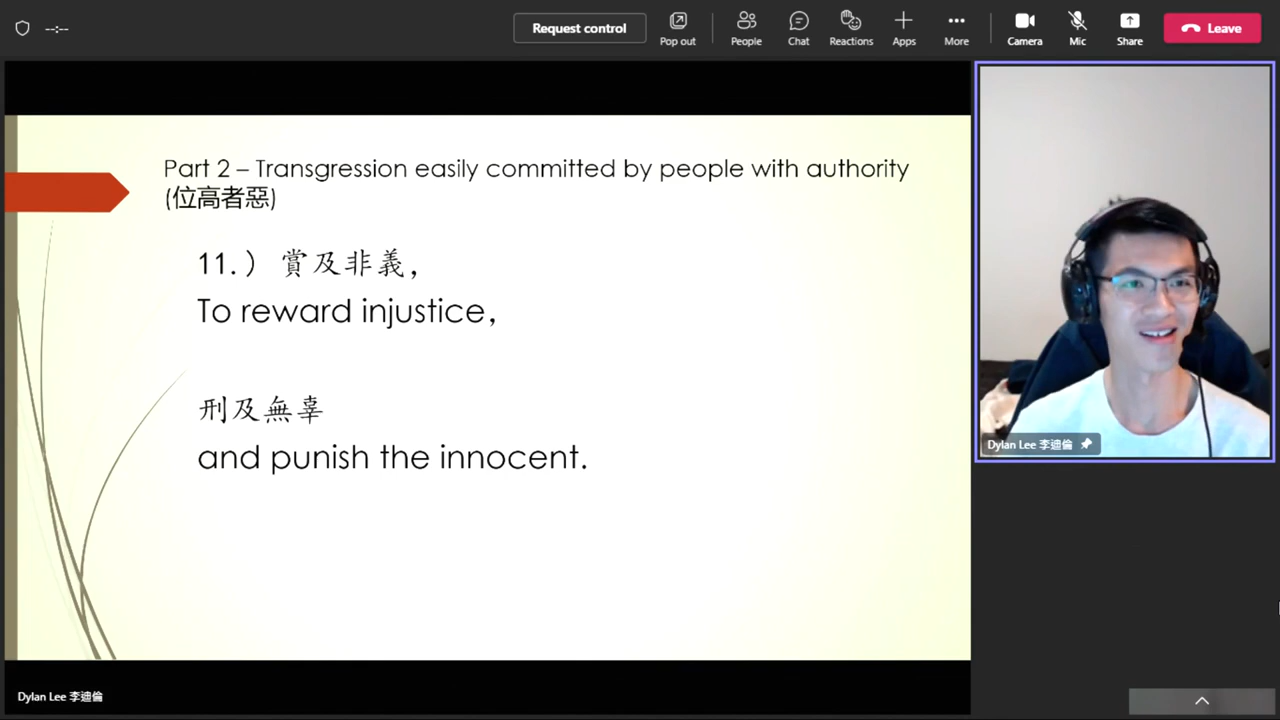 --:--
Request control
Pop out
People
Chat
Reactions
Apps
More
Camera
Mic
Share
Leave
Part 2 – Transgression easily committed by people with authority
(位高者惡)
11.) 賞及非義,
To reward injustice,
刑及無辜
and punish the innocent.
Dylan Lee 李迪倫
Dylan Lee 李迪倫